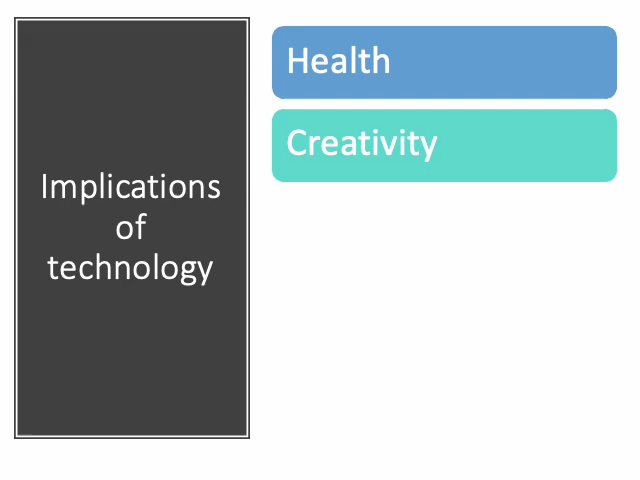 Implications
of
technology
Health
Creativity